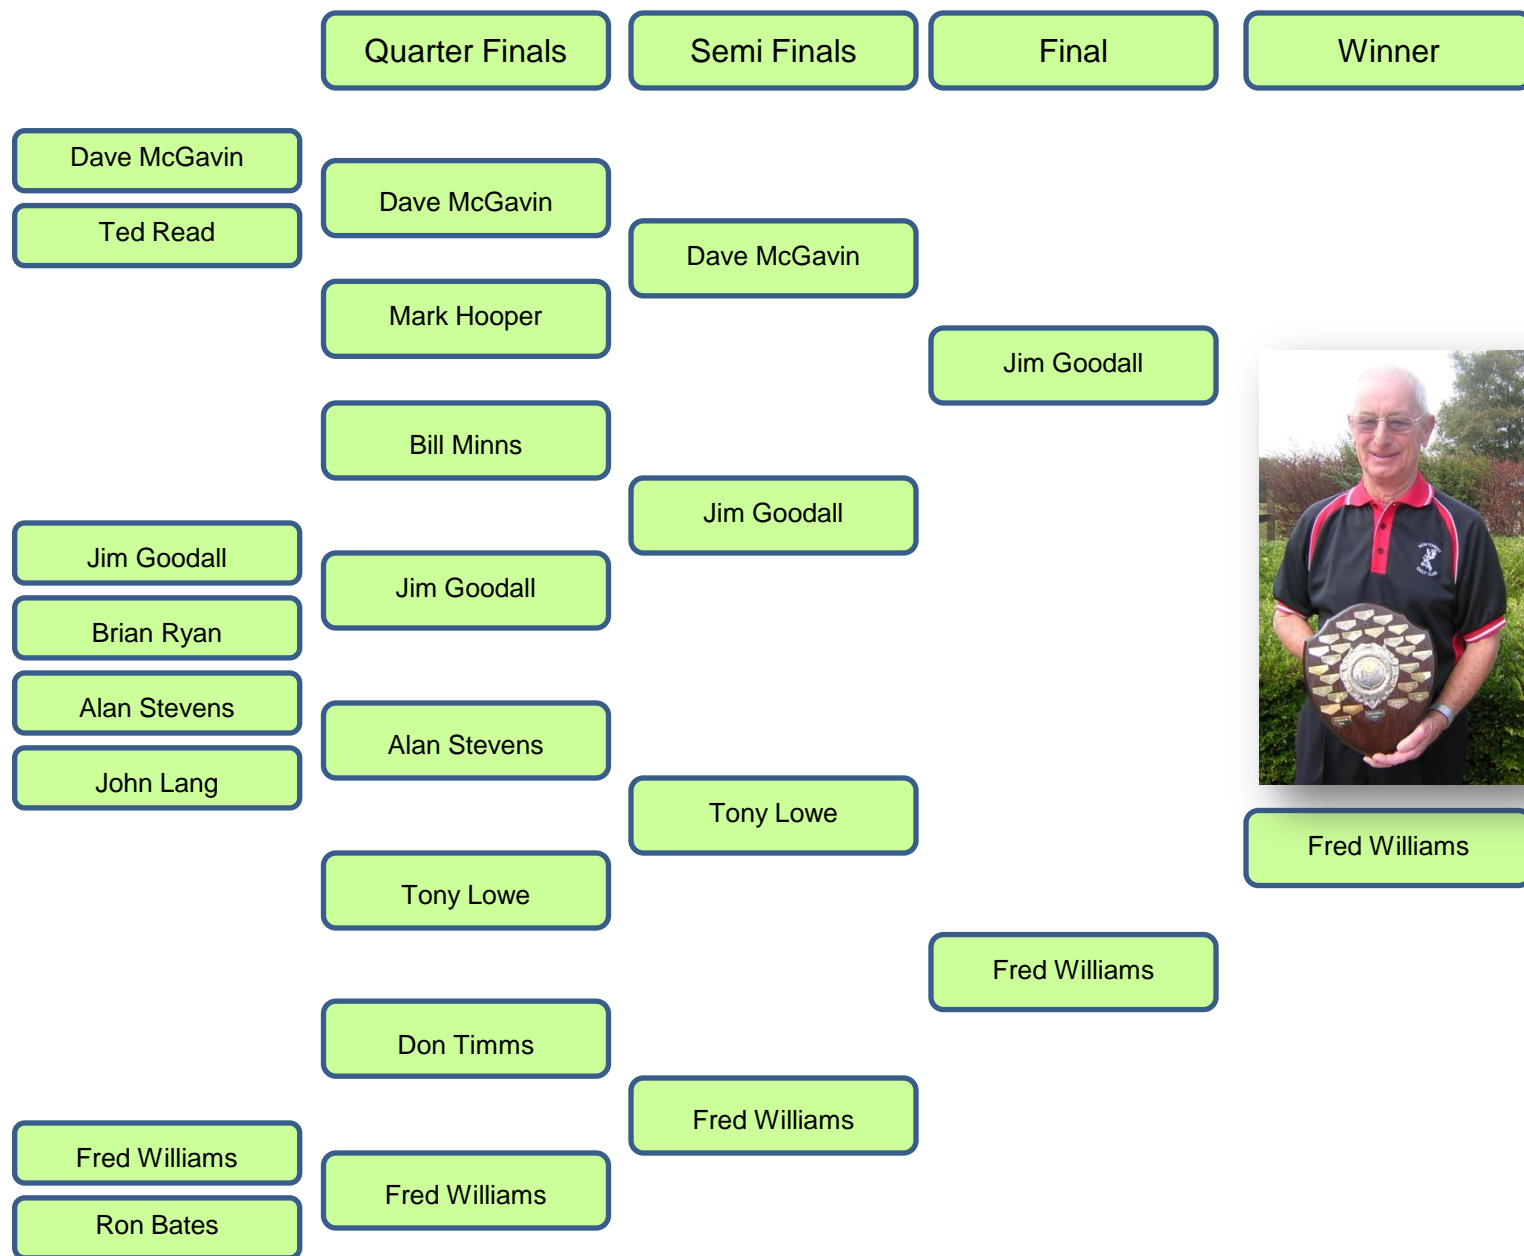 Quarter Finals
Semi Finals
Final
Winner
Dave McGavin
Ted Read
Jim Goodall
Brian Ryan
Alan Stevens
John Lang
Fred Williams
Ron Bates
Dave McGavin
Mark Hooper
Bill Minns
Jim Goodall
Alan Stevens
Tony Lowe
Don Timms
Fred Williams
Dave McGavin
Jim Goodall
Tony Lowe
Fred Williams
Jim Goodall
Fred Williams
GOLF CLUB
Fred Williams